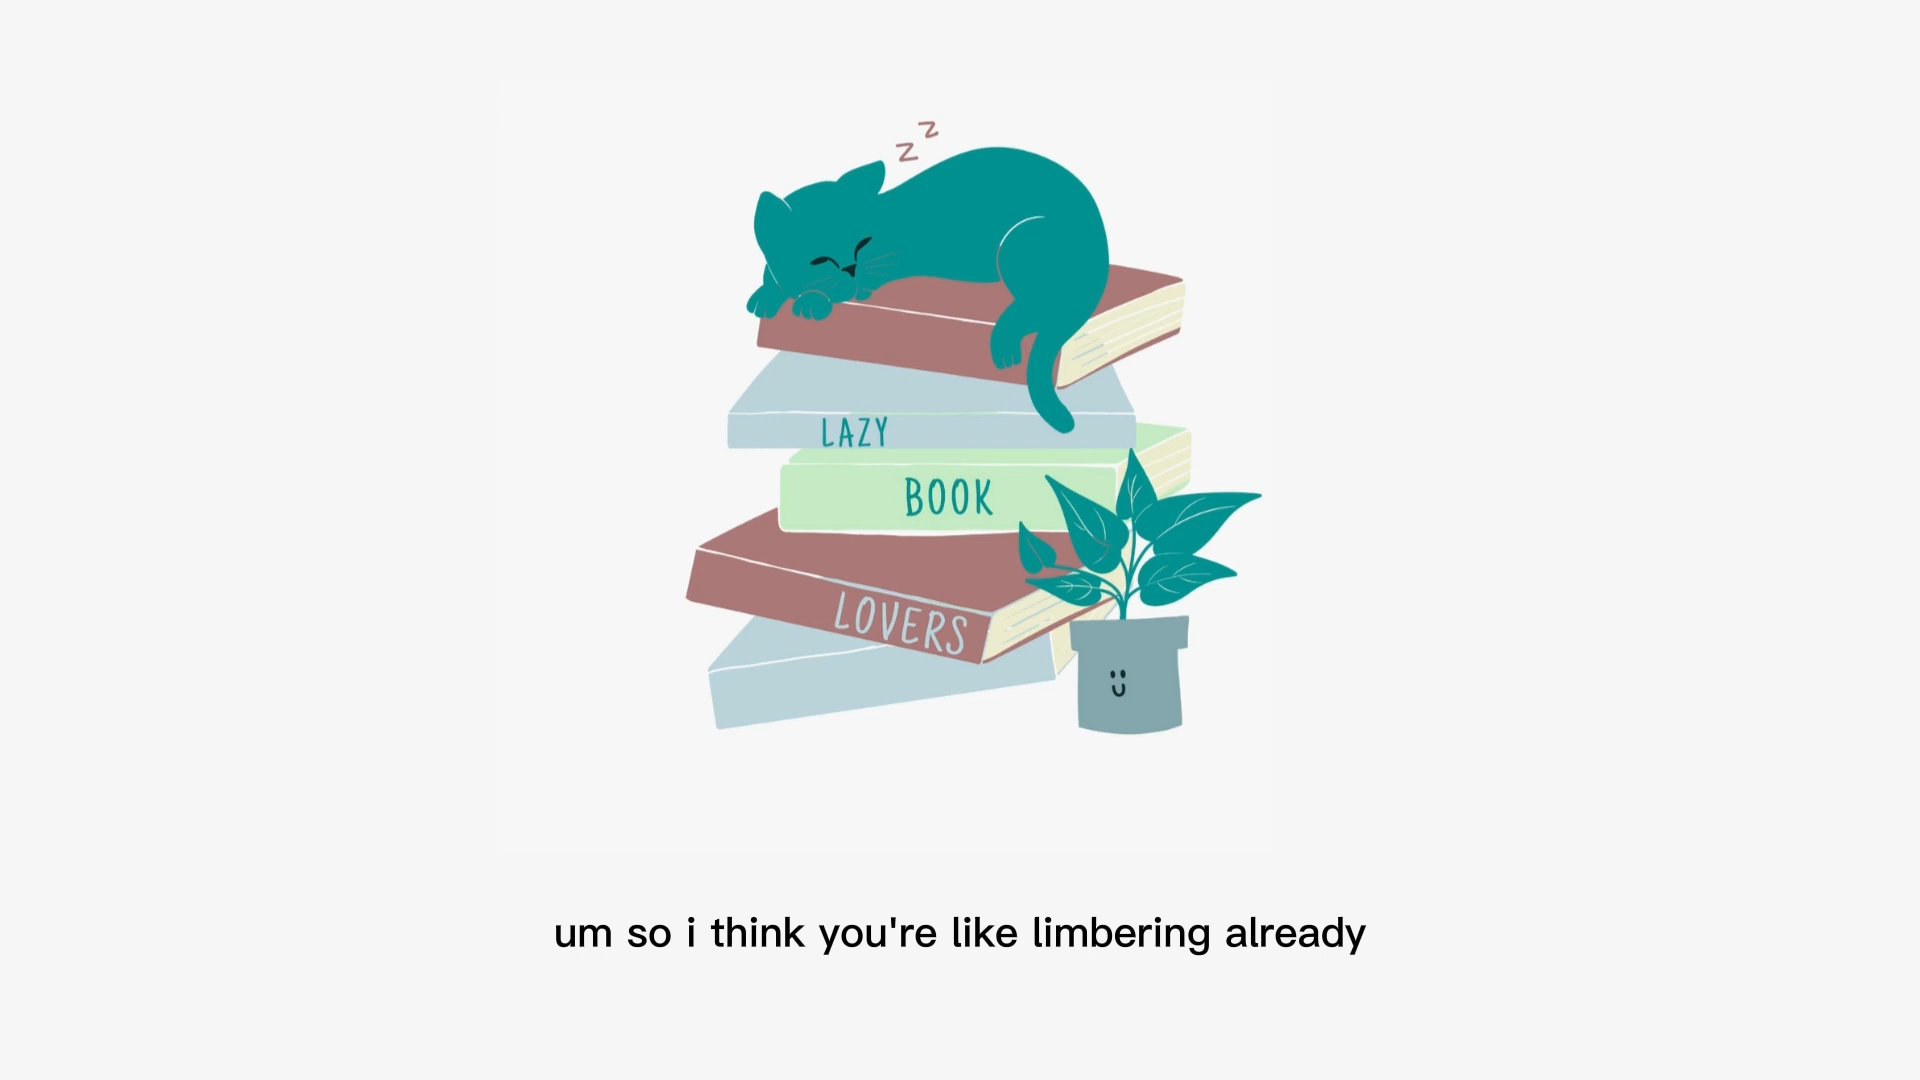 z
z
LAZY
BOOK
LOVERS
um so i think you're like limbering already